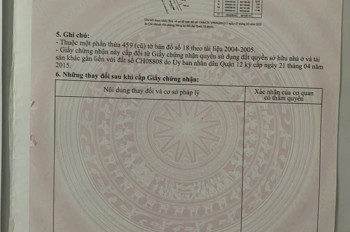 5. Ghi chú:
- Thuộc một phần thửa 459 (cũ) tờ bản đồ số 18 theo tài liệu 2004-2005.
- Giấy chứng nhận này cấp đổi từ Giấy chứng nhận quyền sử dụng đất quyền sở hữu nhà ở và tài
sản khác gắn liền với đất số CH08808 do Ủy ban nhân dân Quận 12 ký cấp ngày 21 tháng 04 năm
2015.
6. Những thay đổi sau khi cấp Giấy chứng nhận:
Nội dung thay đổi và cơ sở pháp lý
Xác nhận của cơ quan
có thẩm quyền